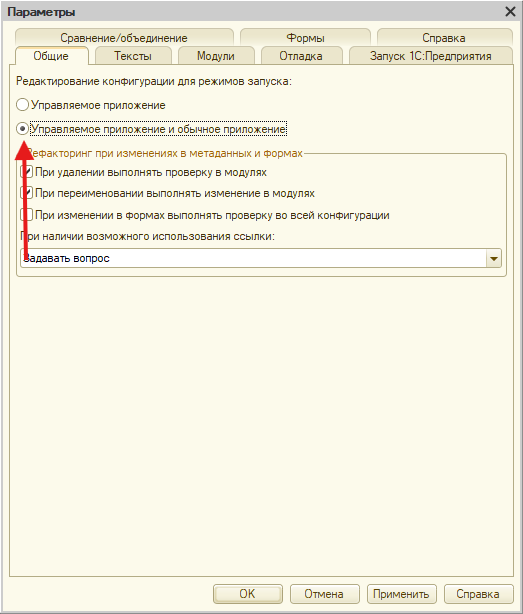 Параметры
Сравнение/объединение
Формы
Справка
Общие
Тексты
Модули
Отладка
Запуск 1С:Предприятия
Редактирование конфигурации для режимов запуска:
Управляемое приложение
Управляемое приложение и обычное приложение
Рефакторинг при изменениях в метаданных и формах
При удалении выполнять проверку в модулях
При переименовании выполнять изменение в модулях
При изменении в формах выполнять проверку во всей конфигурации
При наличии возможного использования ссылки:
Задавать вопрос
OK
Отмена
Применить
Справка